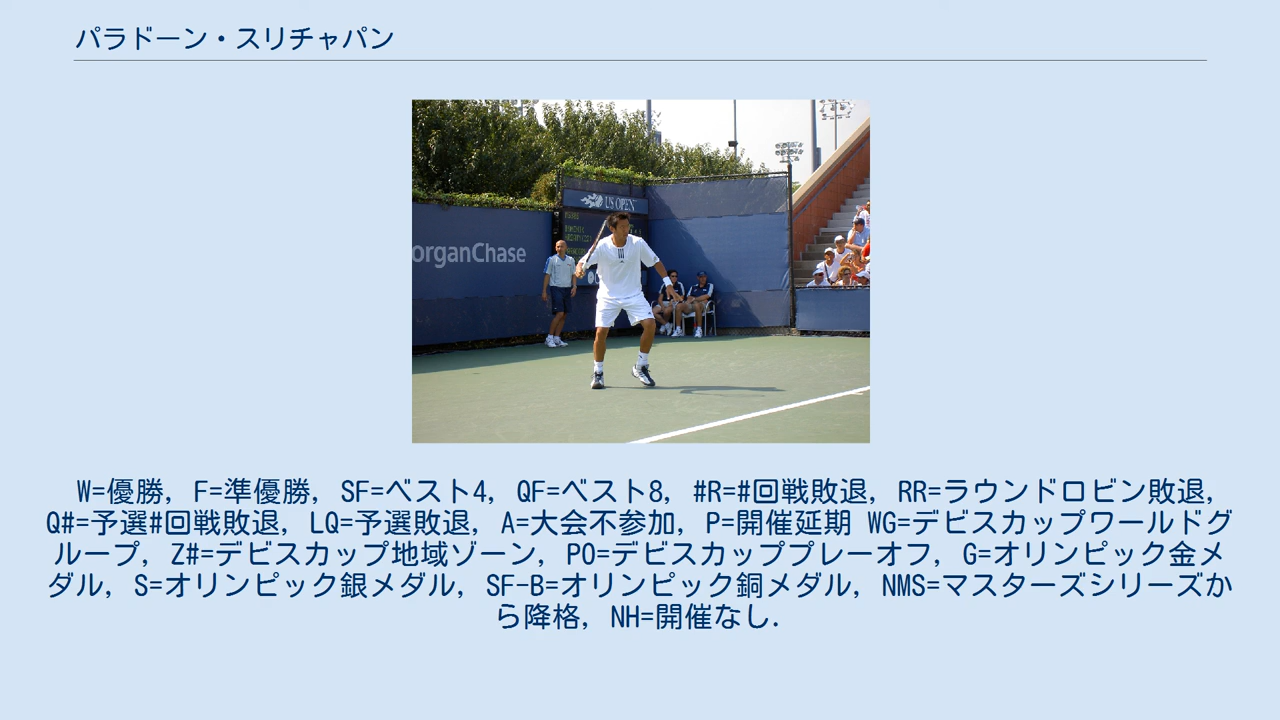 パラドーン・スリチャパン
US OPEN
organChase
W=優勝, F=準優勝, SF=ベスト4, QF=ベスト8, #R=#回戦敗退, RR=ラウンドロビン敗退,
Q#=予選#回戦敗退, LQ=予選敗退, A=大会不参加, P=開催延期 WG=デビスカップワールドグ
ループ, Z#=デビスカップ地域ゾーン, PO=デビスカッププレーオフ, G=オリンピック金メ
ダル, S=オリンピック銀メダル, SF-B=オリンピック銅メダル, NMS=マスターズシリーズか
ら降格, NH=開催なし.